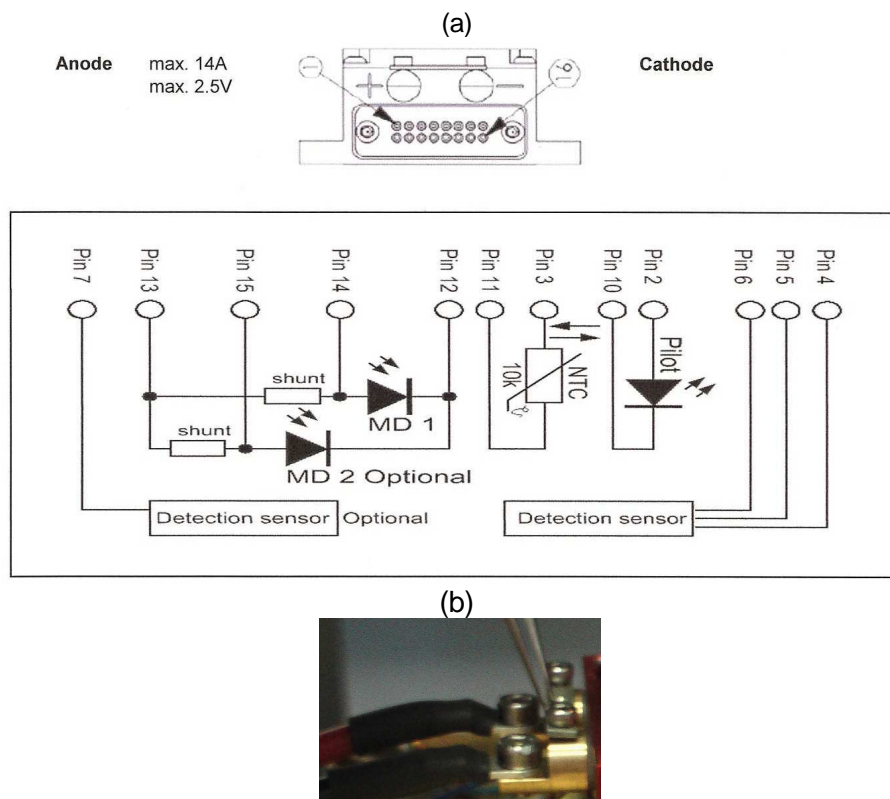 (a)
Anode max. 14A Cathode
max. 2.5V
1 16
+ −
Pin 7 Pin 13 Pin 15 Pin 14 Pin 12 Pin 11 Pin 3 Pin 10 Pin 2 Pin 6 Pin 5 Pin 4
shunt
MD 1
10k
NTC
Pilot
shunt
MD 2 Optional
Detection sensor Optional
Detection sensor
(b)